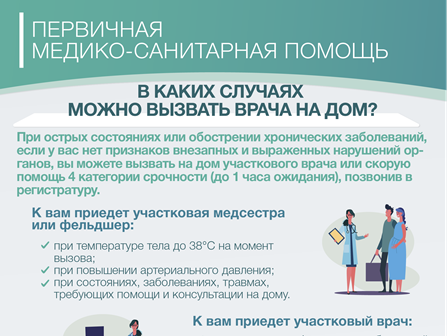 ПЕРВИЧНАЯ
МЕДИКО-САНИТАРНАЯ ПОМОЩЬ
В КАКИХ СЛУЧАЯХ
МОЖНО ВЫЗВАТЬ ВРАЧА НА ДОМ?
При острых состояниях или обострении хронических заболеваний,
если у вас нет признаков внезапных и выраженных нарушений ор-
ганов, вы можете вызвать на дом участкового врача или скорую
помощь 4 категории срочности (до 1 часа ожидания), позвонив в
регистратуру.
К вам приедет участковая медсестра
или фельдшер:
при температуре тела до 38°С на момент
вызова;
при повышении артериального давления;
при состояниях, заболеваниях, травмах,
требующих помощи и консультации на дому.
К вам приедет участковый врач: